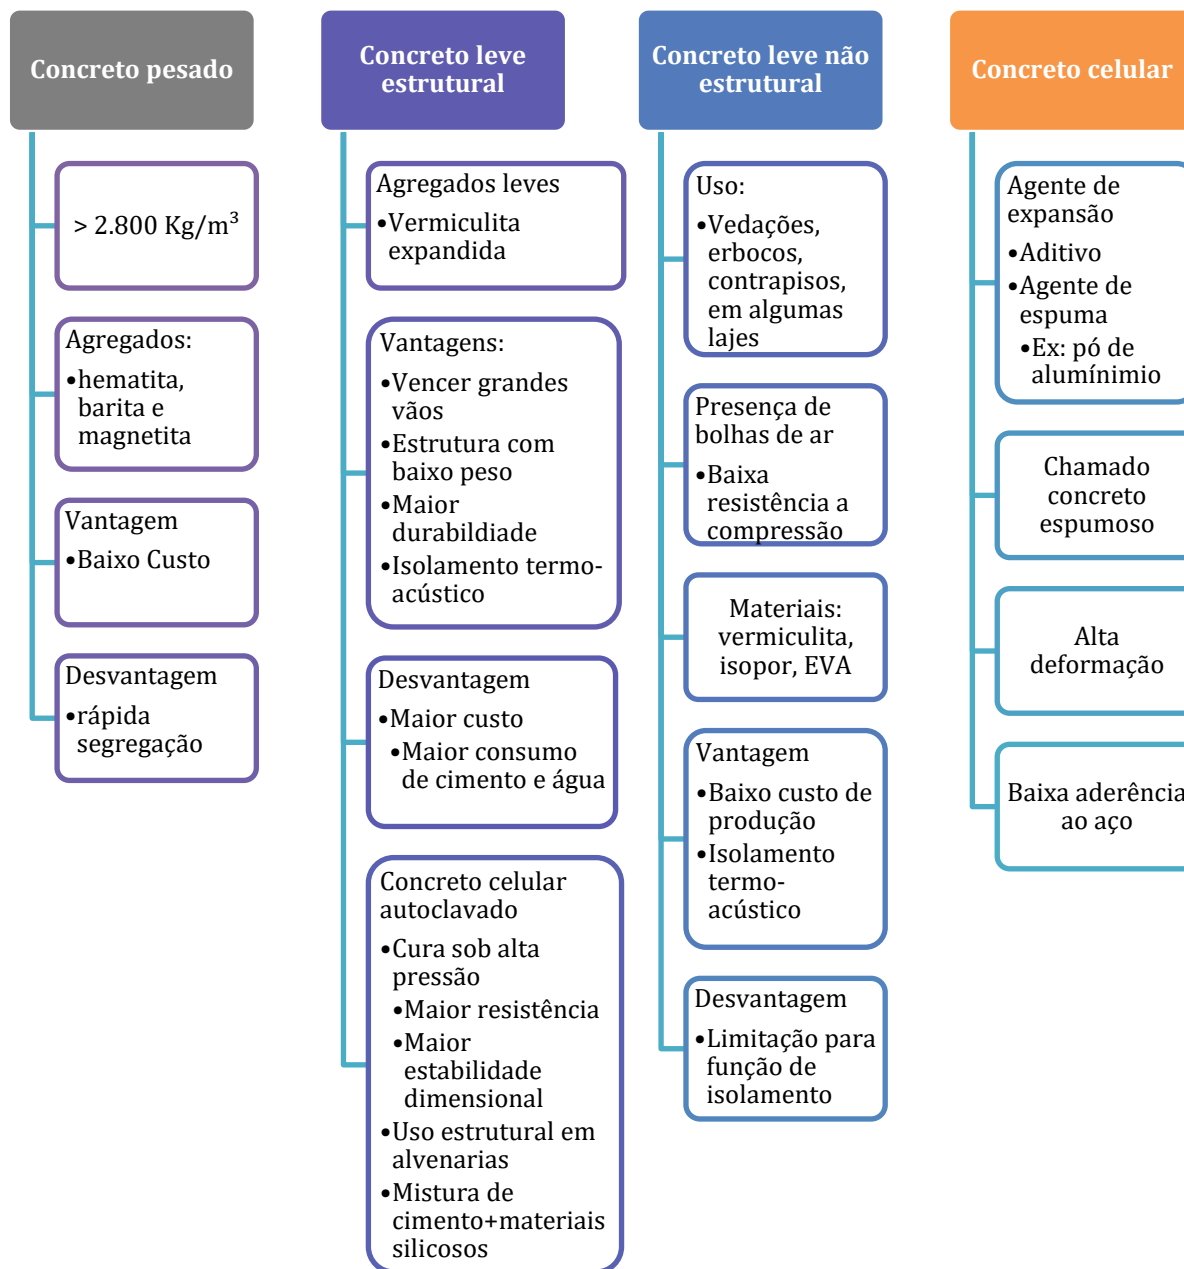 Concreto pesado
> 2.800 Kg/m³
Agregados:
•hematita,
barita e
magnetita
Vantagem
•Baixo Custo
Desvantagem
•rápida
segregação
Concreto leve
estrutural
Agregados leves
•Vermiculita
expandida
Vantagens:
•Vencer grandes
vãos
•Estrutura com
baixo peso
•Maior
durabildiade
•Isolamento termo-
acústico
Desvantagem
•Maior custo
•Maior consumo
de cimento e água
Concreto celular
autoclavado
•Cura sob alta
pressão
•Maior resistência
•Maior
estabilidade
dimensional
•Uso estrutural em
alvenarias
•Mistura de
cimento+materiais
silicosos
Concreto leve não
estrutural
Uso:
•Vedações,
erbocos,
contrapisos,
em algumas
lajes
Presença de
bolhas de ar
•Baixa
resistência a
compressão
Materiais:
vermiculita,
isopor, EVA
Vantagem
•Baixo custo de
produção
•Isolamento
termo-
acústico
Desvantagem
•Limitação para
função de
isolamento
Concreto celular
Agente de
expansão
•Aditivo
•Agente de
espuma
•Ex: pó de
alumínimio
Chamado
concreto
espumoso
Alta
deformação
Baixa aderência
ao aço